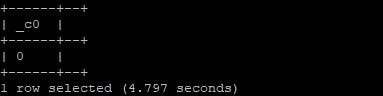 +------+--+
| _c0  |
+------+--+
| 0    |
+------+--+
1 row selected (4.797 seconds)